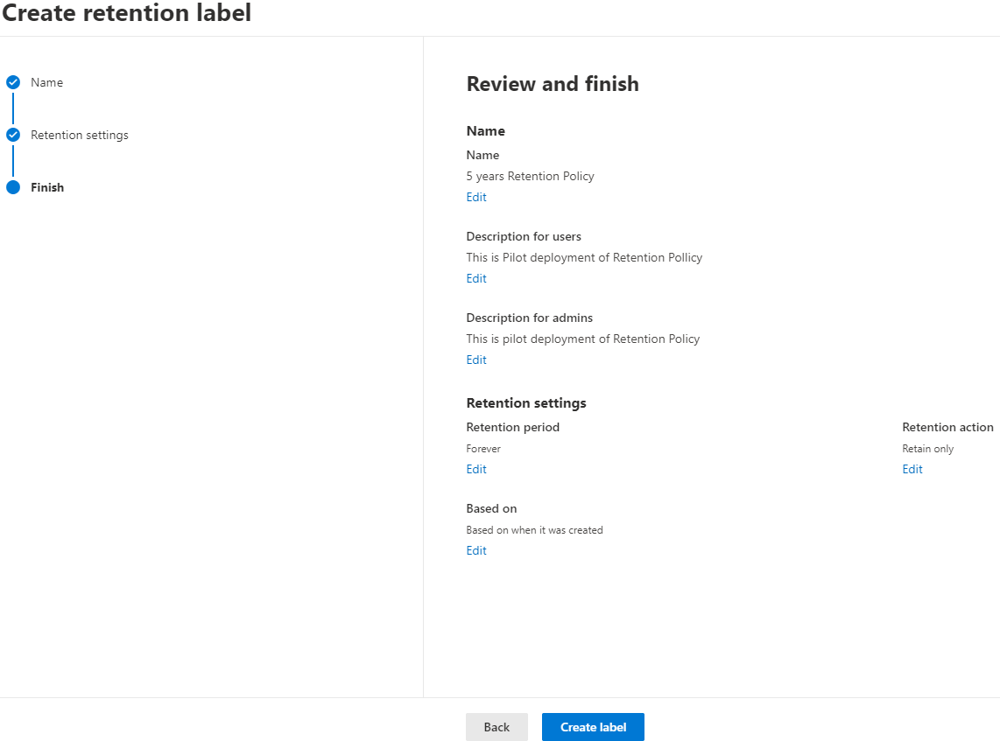 Create retention label
Name
Retention settings
Finish
Review and finish
Name
Name
5 years Retention Policy
Edit
Description for users
This is Pilot deployment of Retention Pollicy
Edit
Description for admins
This is pilot deployment of Retention Policy
Edit
Retention settings
Retention period
Forever
Edit
Retention action
Retain only
Edit
Based on
Based on when it was created
Edit
Back
Create label